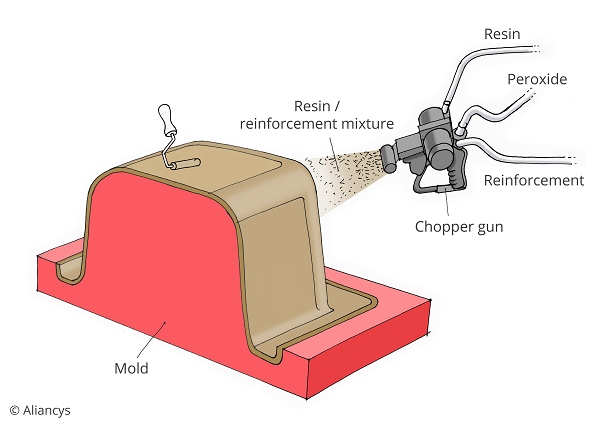 Resin
Peroxide
Resin /
reinforcement mixture
Reinforcement
Chopper gun
Mold
© Aliancys